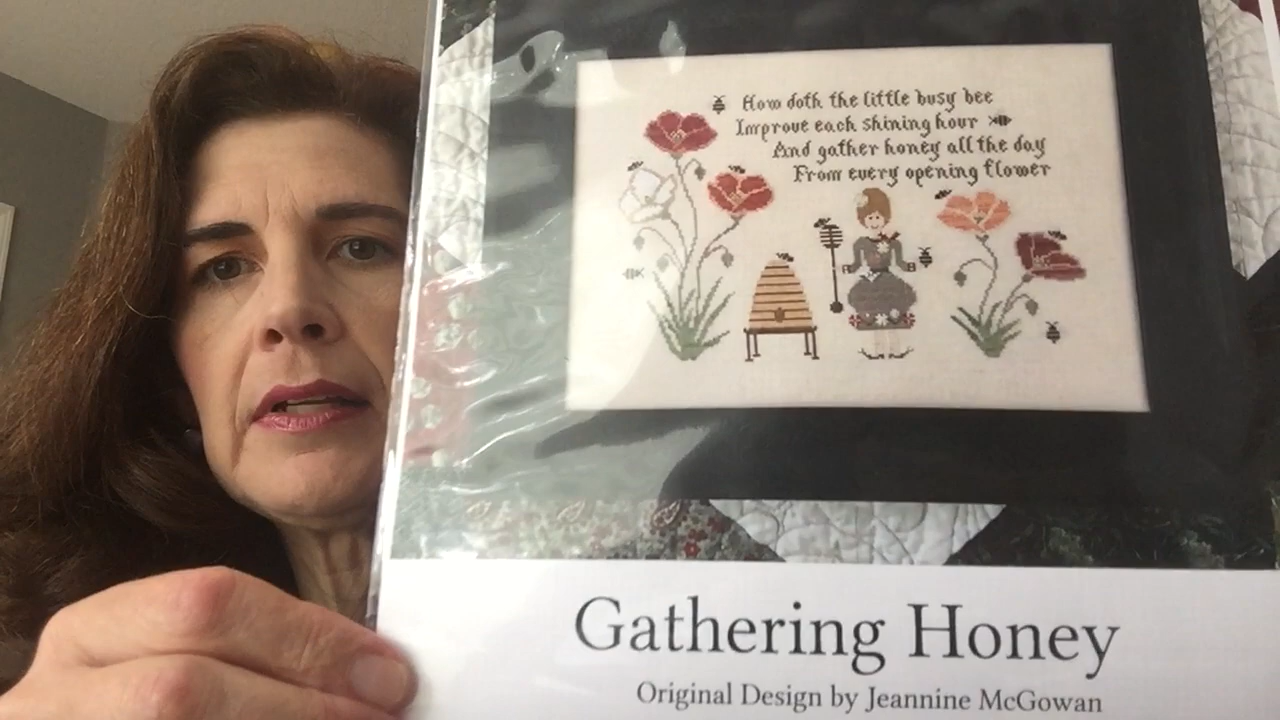 How doth the little busy bee
Improve each shining hour
And gather honey all the day
From every opening flower
Gathering Honey
Original Design by Jeannine McGowan